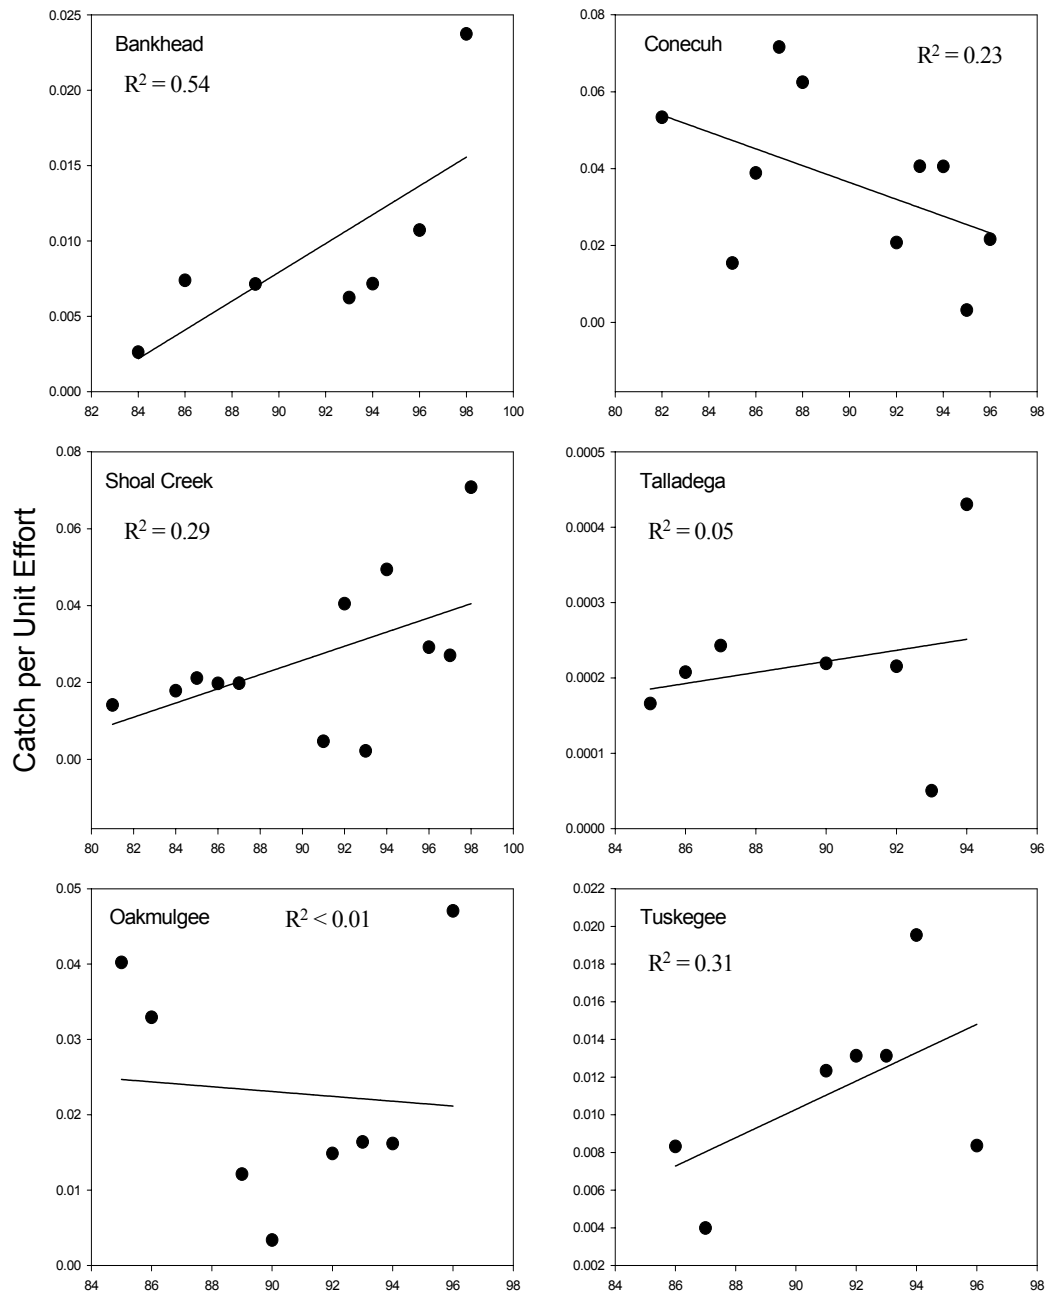 Catch per Unit Effort
Bankhead
R² = 0.54
0.025
0.020
0.015
0.010
0.005
0.000
82 84 86 88 90 92 94 96 98 100
Conecuh
R² = 0.23
0.08
0.06
0.04
0.02
0.00
80 82 84 86 88 90 92 94 96 98
Shoal Creek
R² = 0.29
0.08
0.06
0.04
0.02
0.00
80 82 84 86 88 90 92 94 96 98 100
Talladega
R² = 0.05
0.0005
0.0004
0.0003
0.0002
0.0001
0.0000
84 86 88 90 92 94 96
Oakmulgee
R² < 0.01
0.05
0.04
0.03
0.02
0.01
0.00
84 86 88 90 92 94 96 98
Tuskegee
R² = 0.31
0.022
0.020
0.018
0.016
0.014
0.012
0.010
0.008
0.006
0.004
0.002
84 86 88 90 92 94 96 98